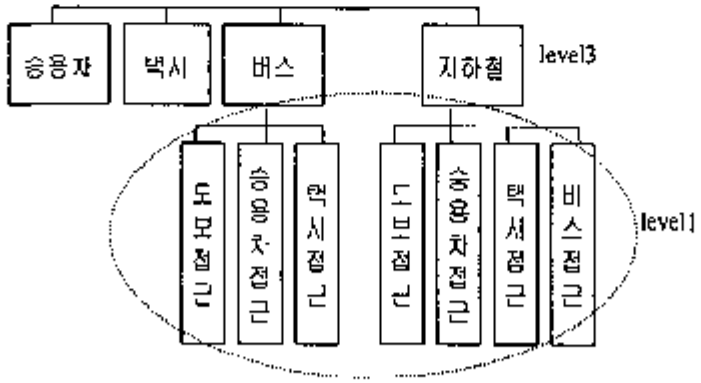 승용차
택시
버스
지하철
level3
도보접근
승용차접근
택시접근
도보접근
승용차접근
택시접근
버스접근
level1